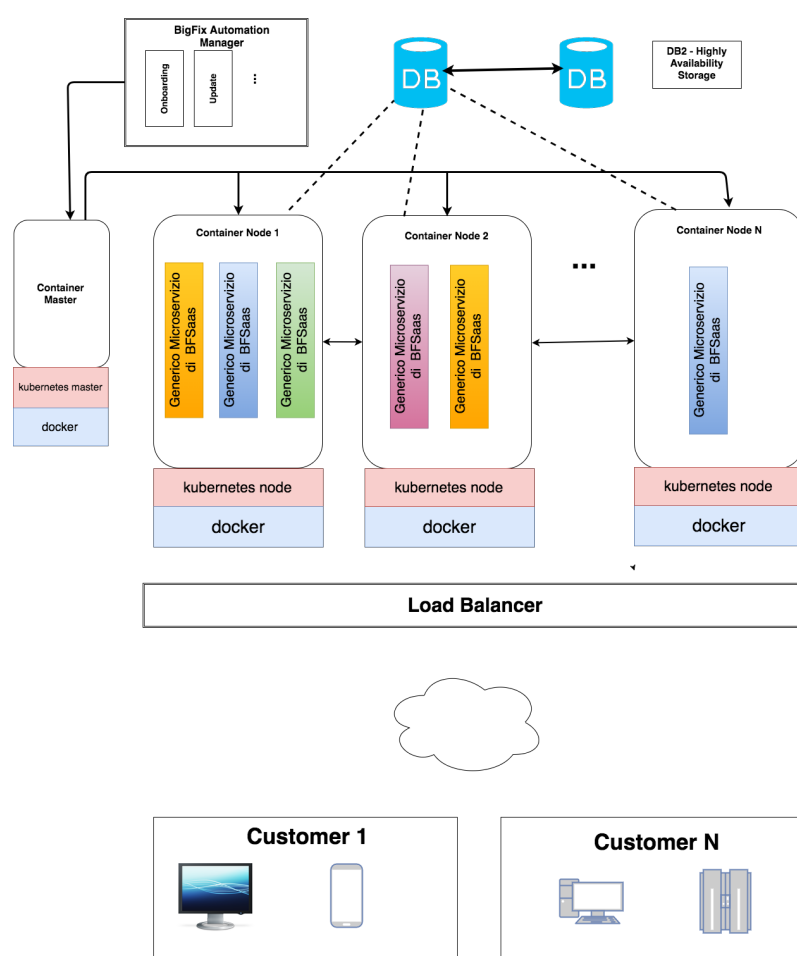 BigFix Automation
Manager
Onboarding
Update
...
DB
DB
DB2 - Highly
Availability
Storage
Container
Master
kubernetes master
docker
Container Node 1
Generico Microservizio
di BFSaas
Generico Microservizio
di BFSaas
Generico Microservizio
di BFSaas
kubernetes node
docker
Container Node 2
Generico Microservizio
di BFSaas
Generico Microservizio
di BFSaas
kubernetes node
docker
...
Container Node N
Generico Microservizio
di BFSaas
kubernetes node
docker
Load Balancer
Customer 1
Customer N